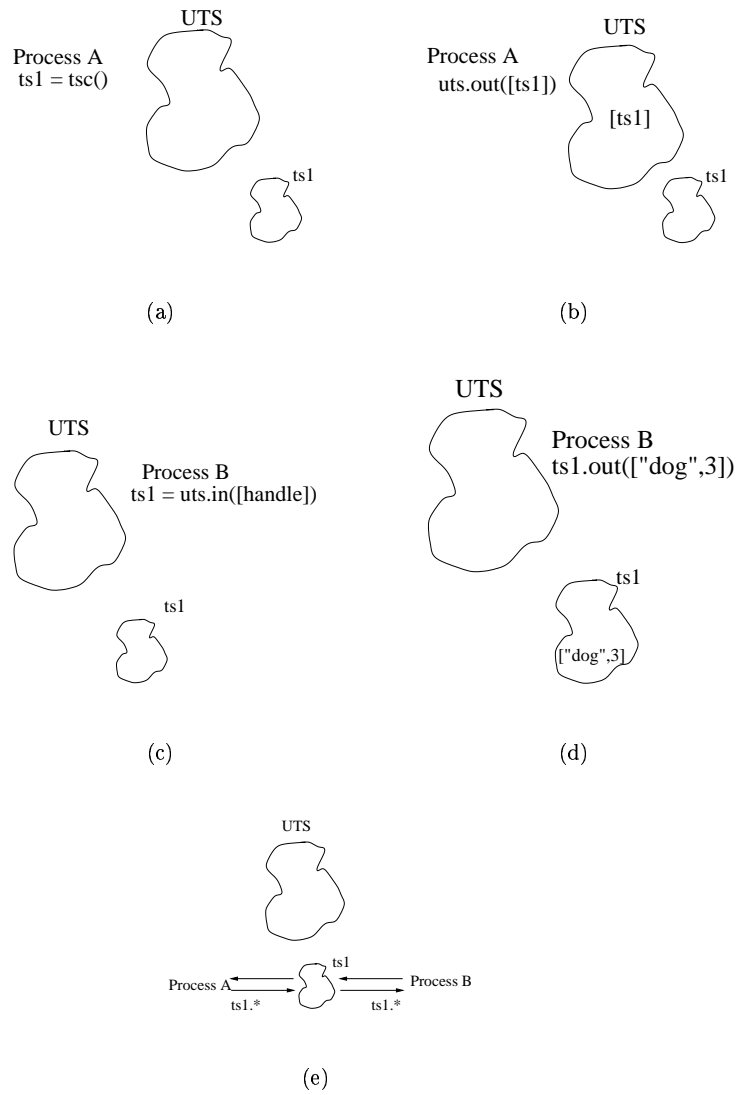 UTS
Process A
ts1 = tsc()
ts1
(a)
UTS
Process A
uts.out([ts1])
[ts1]
ts1
(b)
UTS
Process B
ts1 = uts.in([handle])
ts1
(c)
UTS
Process B
ts1.out(["dog",3])
ts1
["dog",3]
(d)
UTS
ts1
Process A
Process B
ts1.*
ts1.*
(e)